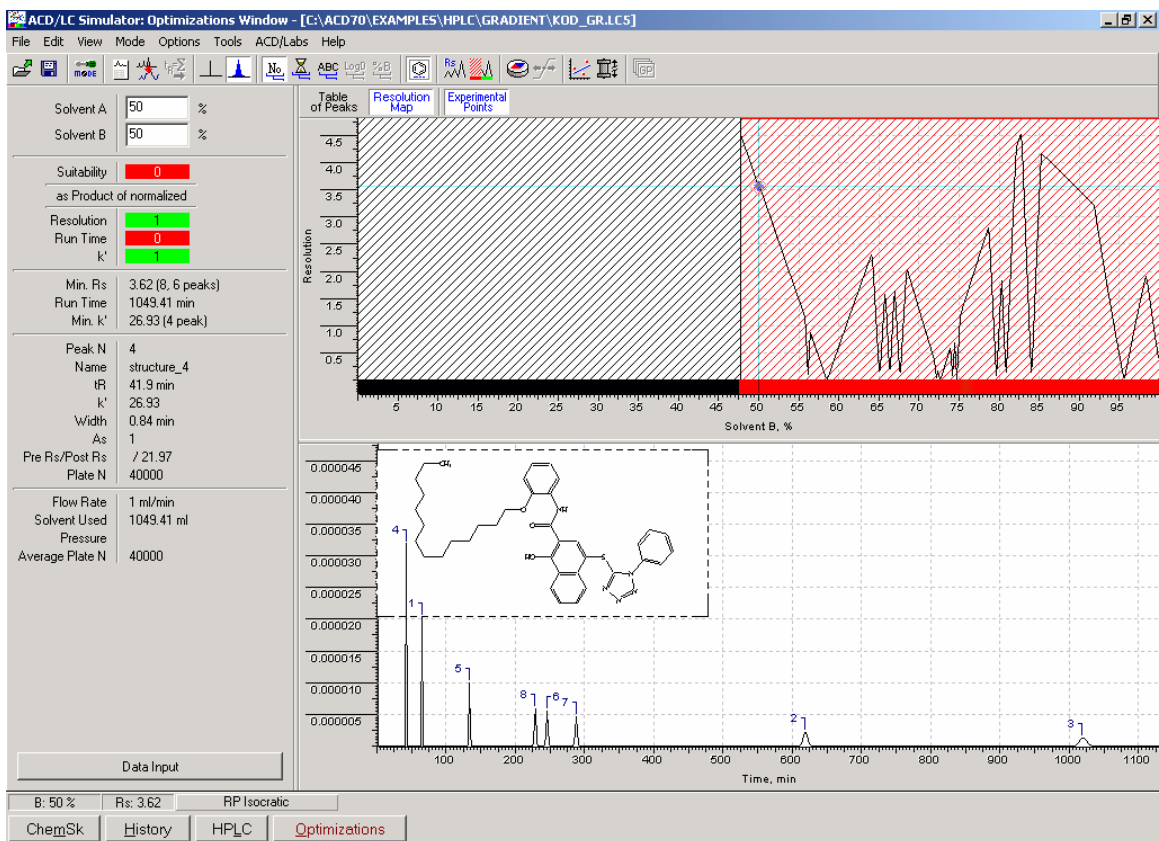 ACD/LC Simulator: Optimizations Window - [C:\ACD70\EXAMPLES\HPLC\GRADIENT\KOD_GR.LC5]
File Edit View Mode Options Tools ACD/Labs Help
MODE No ABC LogD %B Rs GP
Solvent A 50 %
Solvent B 50 %
Suitability 0
as Product of normalized
Resolution 1
Run Time 0
k' 1
Min. Rs 3.62 (8, 6 peaks)
Run Time 1049.41 min
Min. k' 26.93 (4 peak)
Peak N 4
Name structure_4
tR 41.9 min
k' 26.93
Width 0.84 min
As 1
Pre Rs/Post Rs / 21.97
Plate N 40000
Flow Rate 1 ml/min
Solvent Used 1049.41 ml
Pressure
Average Plate N 40000
Data Input
Table of Peaks
Resolution Map
Experimental Points
Resolution
4.5
4.0
3.5
3.0
2.5
2.0
1.5
1.0
0.5
5 10 15 20 25 30 35 40 45 50 55 60 65 70 75 80 85 90 95
Solvent B, %
0.000045
0.000040
0.000035
0.000030
0.000025
0.000020
0.000015
0.000010
0.000005
CH₃
O
NH
O
HO
S
N
N
N
N
4
1
5
8
6
7
2
3
100 200 300 400 500 600 700 800 900 1000 1100
Time, min
B: 50 % Rs: 3.62 RP Isocratic
ChemSk History HPLC Optimizations